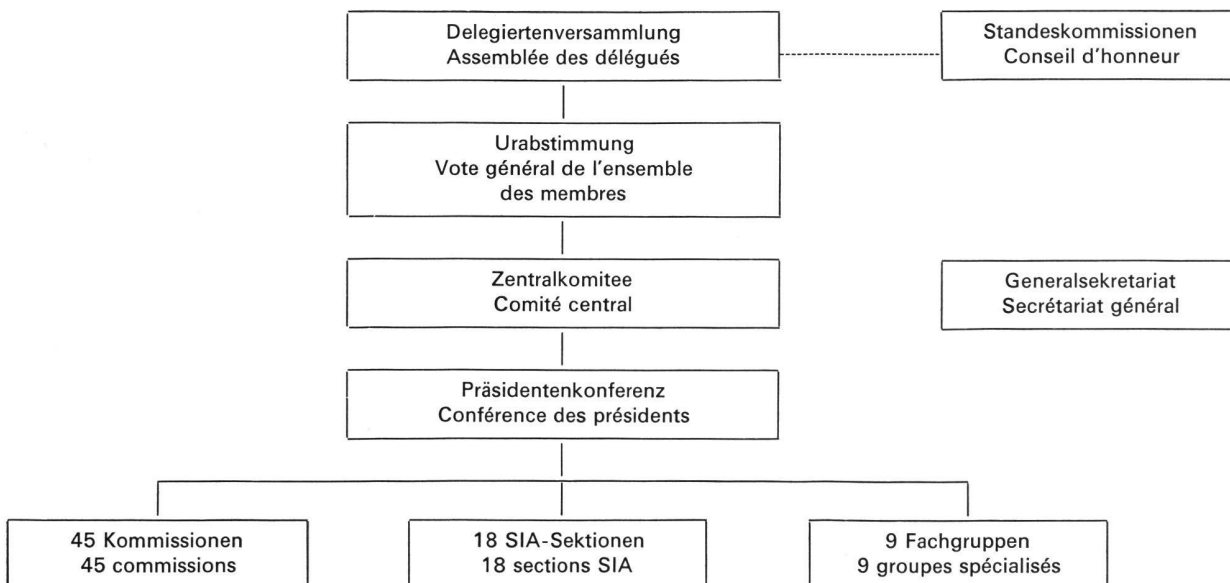 Delegiertenversammlung
Assemblée des délégués
Standeskommissionen
Conseil d'honneur
Urabstimmung
Vote général de l'ensemble
des membres
Zentralkomitee
Comité central
Generalsekretariat
Secrétariat général
Präsidentenkonferenz
Conférence des présidents
45 Kommissionen
45 commissions
18 SIA-Sektionen
18 sections SIA
9 Fachgruppen
9 groupes spécialisés